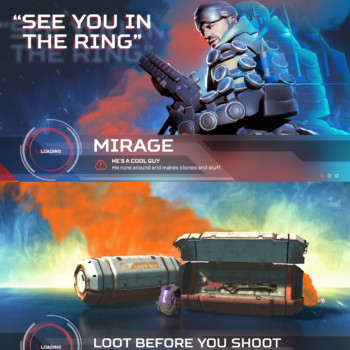 “SEE YOU IN
THE RING”
LOADING
MIRAGE
HE'S A COOL GUY
He runs around and makes clones and stuff.
LOADING
LOOT BEFORE YOU SHOOT